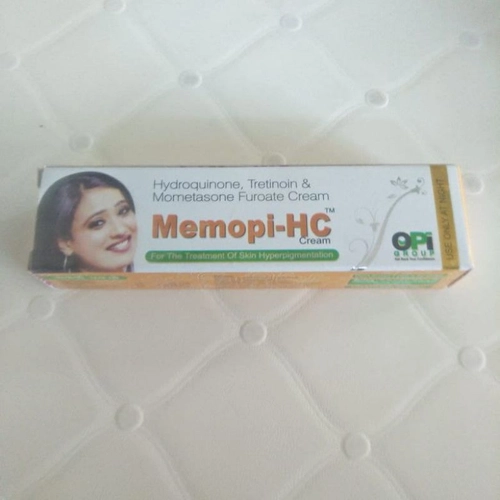 Hydroquinone, Tretinoin &
Mometasone Furoate Cream
Memopi-HC™
Cream
For The Treatment Of Skin Hyperpigmentation
OPi
GROUP
USE ONLY AT NIGHT